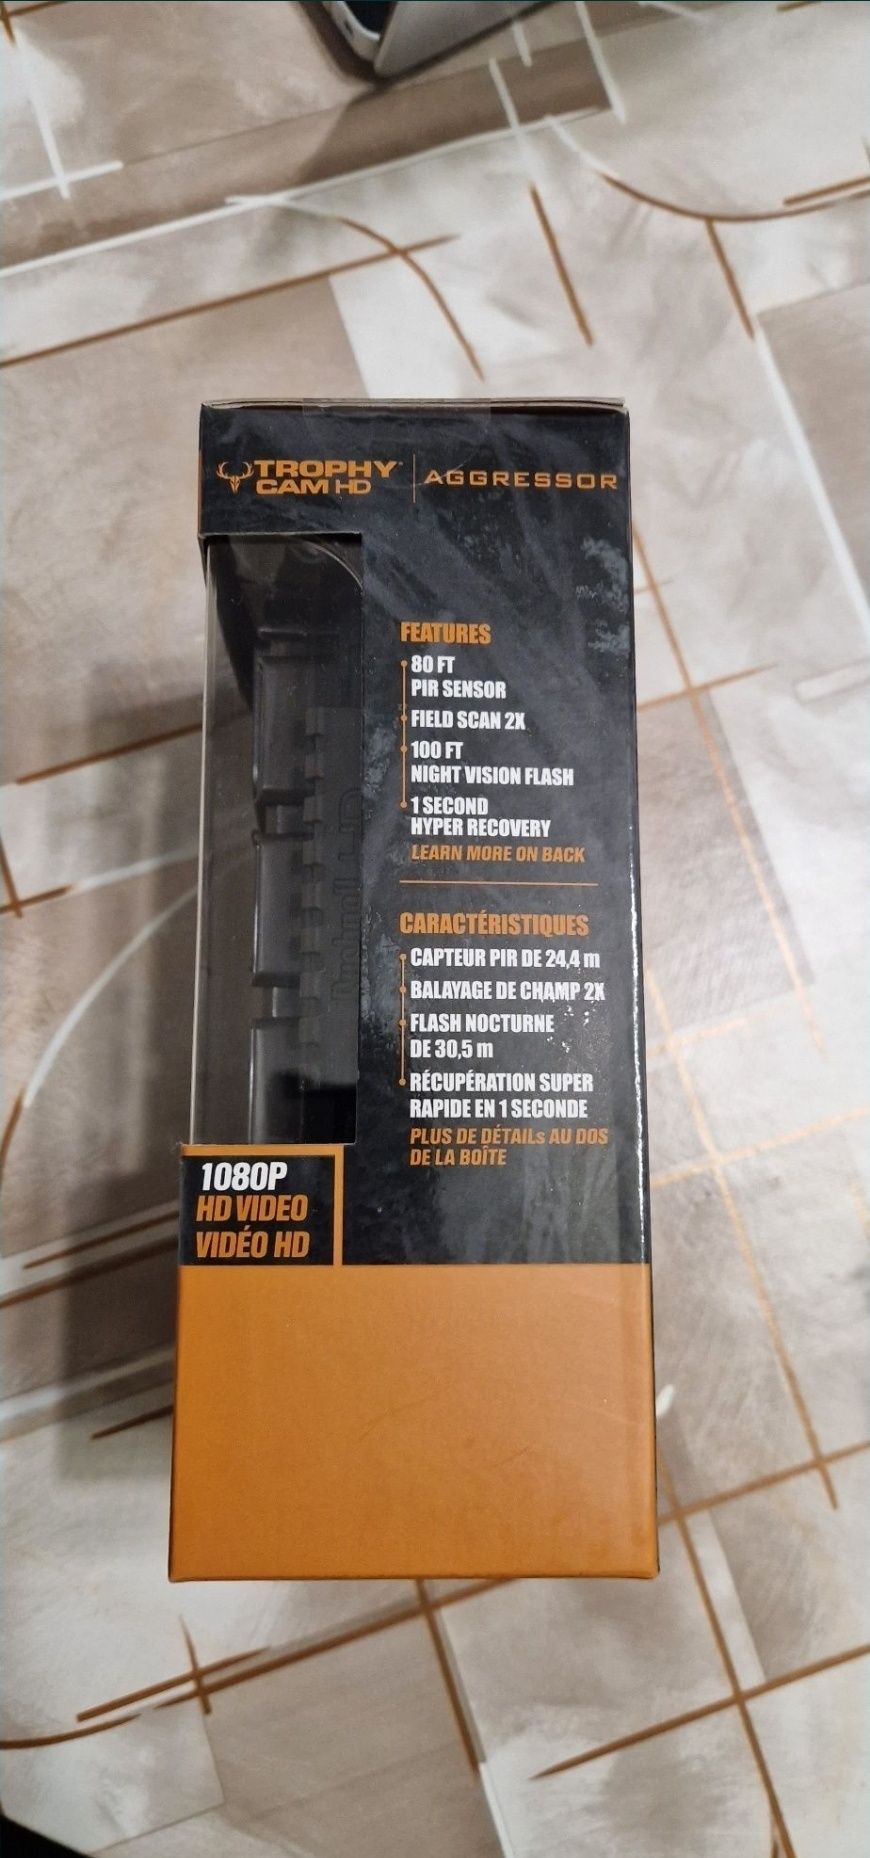 TROPHY
CAM HD
AGGRESSOR
FEATURES
80 FT
PIR SENSOR
FIELD SCAN 2X
100 FT
NIGHT VISION FLASH
1 SECOND
HYPER RECOVERY
LEARN MORE ON BACK
CARACTÉRISTIQUES
CAPTEUR PIR DE 24,4 m
BALAYAGE DE CHAMP 2X
FLASH NOCTURNE
DE 30,5 m
RÉCUPÉRATION SUPER
RAPIDE EN 1 SECONDE
PLUS DE DÉTAILs AU DOS
DE LA BOÎTE
1080P
HD VIDEO
VIDÉO HD